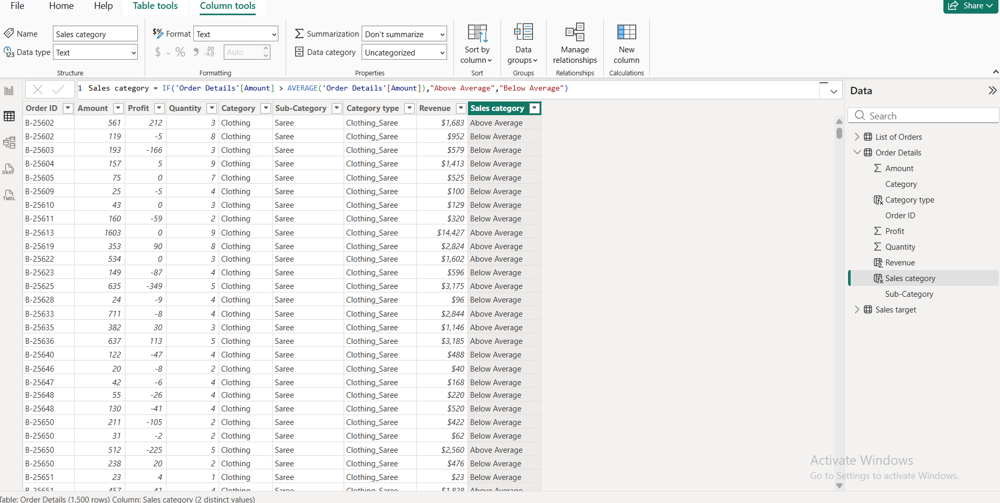 File Home Help Table tools Column tools Share
Name Sales category $% Format Text Summarization Don't summarize
Data type Text $ % 9 .00 Auto Data category Uncategorized
Sort by column Data groups Manage relationships New column
Structure Formatting Properties Sort Groups Relationships Calculations
1 Sales category = IF('Order Details'[Amount] > AVERAGE('Order Details'[Amount]),"Above Average","Below Average")
Order ID Amount Profit Quantity Category Sub-Category Category type Revenue Sales category
B-25602 561 212 3 Clothing Saree Clothing_Saree $1,683 Above Average
B-25602 119 -5 8 Clothing Saree Clothing_Saree $952 Below Average
B-25603 193 -166 3 Clothing Saree Clothing_Saree $579 Below Average
B-25604 157 5 9 Clothing Saree Clothing_Saree $1,413 Below Average
B-25605 75 0 7 Clothing Saree Clothing_Saree $525 Below Average
B-25609 25 -5 4 Clothing Saree Clothing_Saree $100 Below Average
B-25610 43 0 3 Clothing Saree Clothing_Saree $129 Below Average
B-25611 160 -59 2 Clothing Saree Clothing_Saree $320 Below Average
B-25613 1603 0 9 Clothing Saree Clothing_Saree $14,427 Above Average
B-25619 353 90 8 Clothing Saree Clothing_Saree $2,824 Above Average
B-25622 534 0 3 Clothing Saree Clothing_Saree $1,602 Above Average
B-25623 149 -87 4 Clothing Saree Clothing_Saree $596 Below Average
B-25625 635 -349 5 Clothing Saree Clothing_Saree $3,175 Above Average
B-25628 24 -9 4 Clothing Saree Clothing_Saree $96 Below Average
B-25633 711 -8 4 Clothing Saree Clothing_Saree $2,844 Above Average
B-25635 382 30 3 Clothing Saree Clothing_Saree $1,146 Above Average
B-25636 637 113 5 Clothing Saree Clothing_Saree $3,185 Above Average
B-25640 122 -47 4 Clothing Saree Clothing_Saree $488 Below Average
B-25646 20 -8 2 Clothing Saree Clothing_Saree $40 Below Average
B-25647 42 -6 4 Clothing Saree Clothing_Saree $168 Below Average
B-25648 55 -26 4 Clothing Saree Clothing_Saree $220 Below Average
B-25648 130 -41 4 Clothing Saree Clothing_Saree $520 Below Average
B-25650 211 -105 2 Clothing Saree Clothing_Saree $422 Below Average
B-25650 31 -2 2 Clothing Saree Clothing_Saree $62 Below Average
B-25650 512 -225 5 Clothing Saree Clothing_Saree $2,560 Above Average
B-25650 238 20 2 Clothing Saree Clothing_Saree $476 Below Average
B-25651 23 4 1 Clothing Saree Clothing_Saree $23 Below Average
B-25651 457 41 4 Clothing Saree Clothing_Saree $1,828 Above Average
DAX
TMDL
Data
Search
List of Orders
Order Details
Amount
Category
Category type
Order ID
Profit
Quantity
Revenue
Sales category
Sub-Category
Sales target
Activate Windows
Go to Settings to activate Windows.
Table: Order Details (1,500 rows) Column: Sales category (2 distinct values)